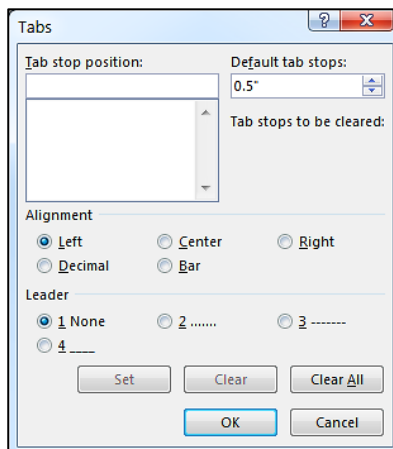 Tabs
Tab stop position: Default tab stops:
0.5"
Tab stops to be cleared:
Alignment
Left Center Right
Decimal Bar
Leader
1 None 2 ....... 3 -------
4 ____
Set Clear Clear All
OK Cancel